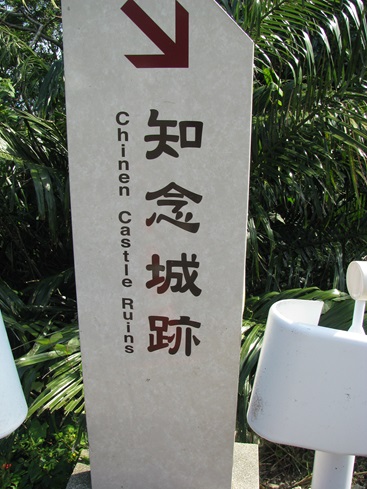 知念城跡
Chinen Castle Ruins